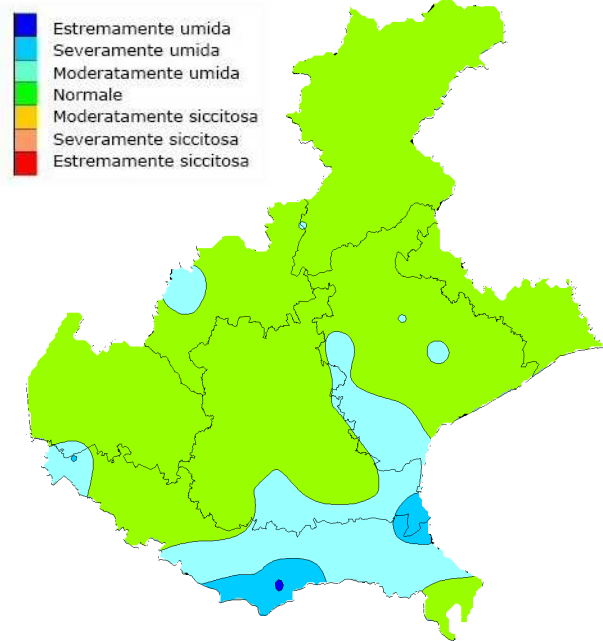 Estremamente umida
Severamente umida
Moderatamente umida
Normale
Moderatamente siccitosa
Severamente siccitosa
Estremamente siccitosa